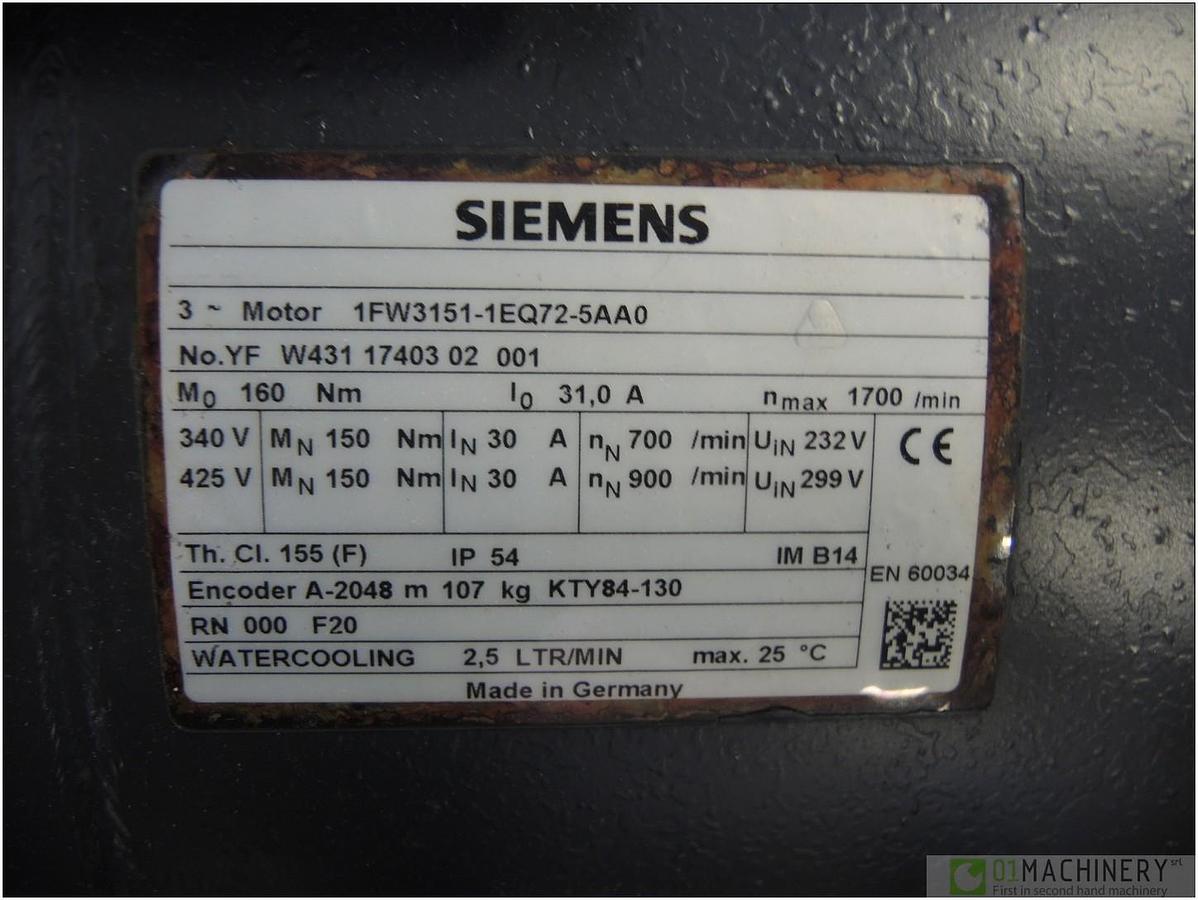 SIEMENS
3 ~ Motor 1FW3151-1EQ72-5AA0
No.YF W431 17403 02 001
M0 160 Nm I0 31,0 A nmax 1700 /min
340 V MN 150 Nm IN 30 A nN 700 /min UiN 232 V
425 V MN 150 Nm IN 30 A nN 900 /min UiN 299 V
CE
Th. Cl. 155 (F) IP 54 IM B14
EN 60034
Encoder A-2048 m 107 kg KTY84-130
RN 000 F20
WATERCOOLING 2,5 LTR/MIN max. 25 °C
Made in Germany
01MACHINERY srl
First in second hand machinery